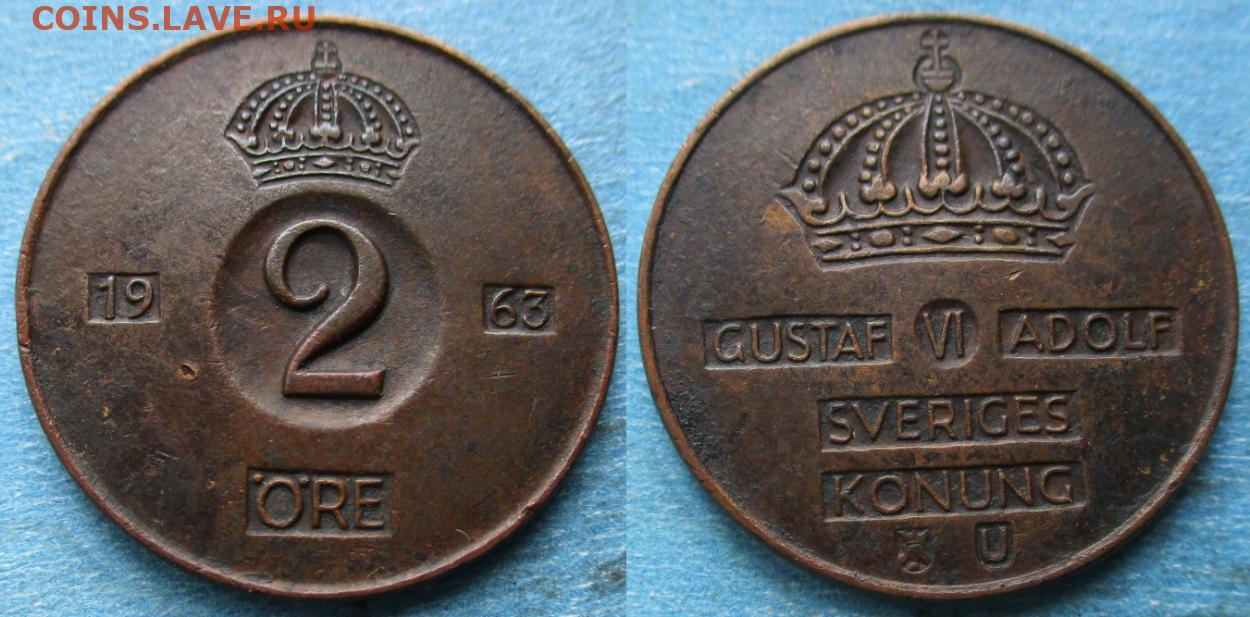 COINS.LAVE.RU
2
19 63
ÖRE
GUSTAF VI ADOLF
SVERIGES
KONUNG
U